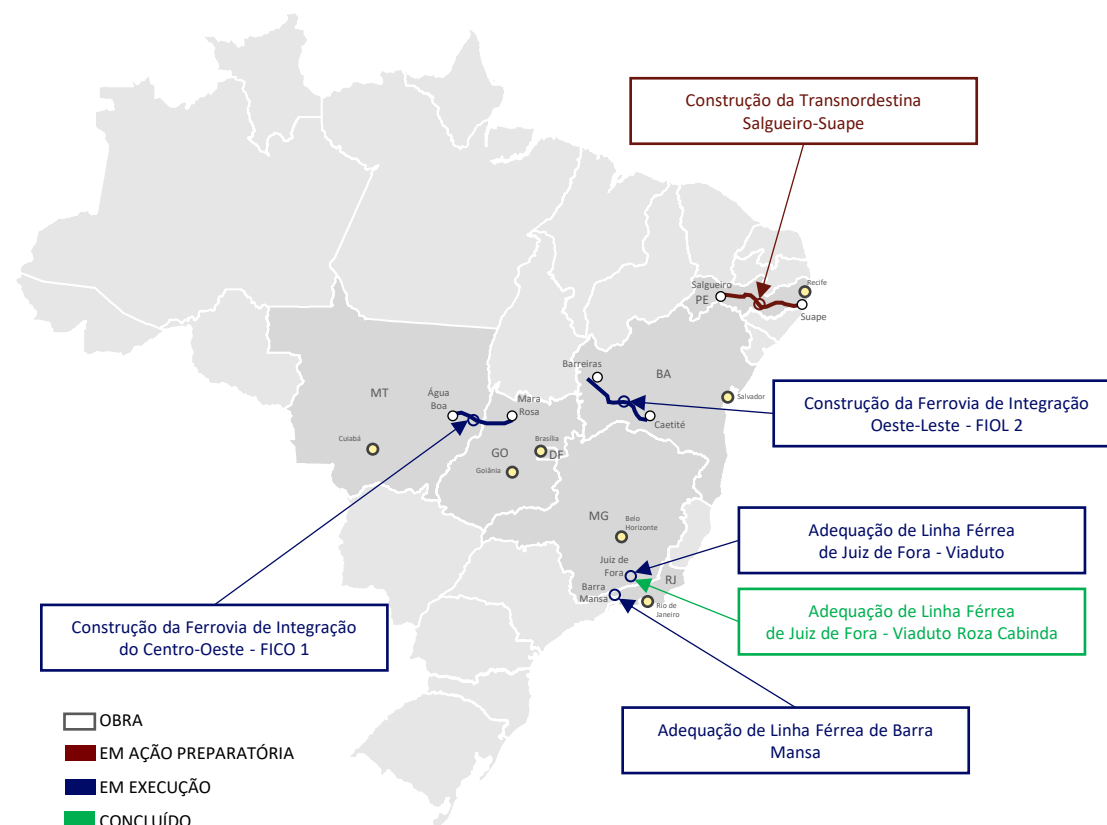 Construção da Transnordestina
Salgueiro-Suape
Salgueiro
PE
Recife
Suape
Barreiras
BA
MT
Água
Boa
Mara
Rosa
Salvador
Caetité
Construção da Ferrovia de Integração
Oeste-Leste - FIOL 2
Cuiabá
Brasília
GO
DF
Goiânia
MG
Belo
Horizonte
Adequação de Linha Férrea
de Juiz de Fora - Viaduto
Juiz de
Fora
RJ
Barra
Mansa
Rio de
Janeiro
Adequação de Linha Férrea
de Juiz de Fora - Viaduto Roza Cabinda
Construção da Ferrovia de Integração
do Centro-Oeste - FICO 1
Adequação de Linha Férrea de Barra
Mansa
OBRA
EM AÇÃO PREPARATÓRIA
EM EXECUÇÃO
CONCLUÍDO